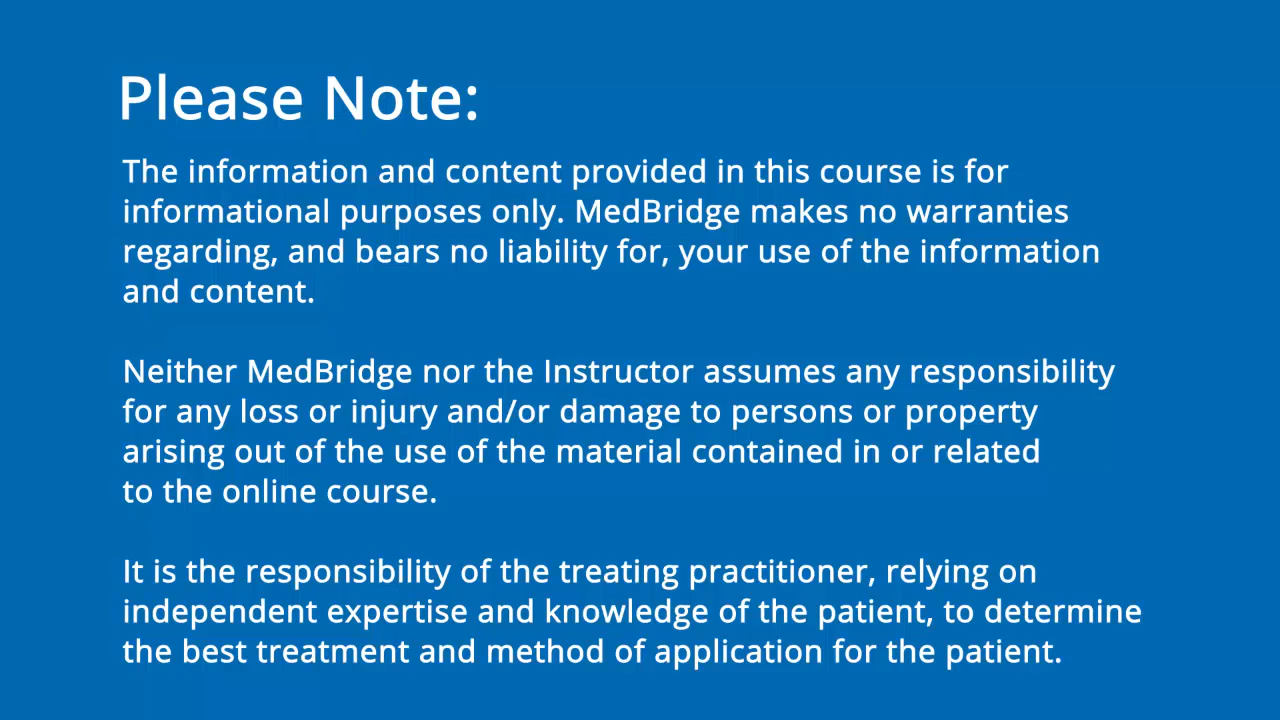 Please Note:
The information and content provided in this course is for
informational purposes only. MedBridge makes no warranties
regarding, and bears no liability for, your use of the information
and content.
Neither MedBridge nor the Instructor assumes any responsibility
for any loss or injury and/or damage to persons or property
arising out of the use of the material contained in or related
to the online course.
It is the responsibility of the treating practitioner, relying on
independent expertise and knowledge of the patient, to determine
the best treatment and method of application for the patient.